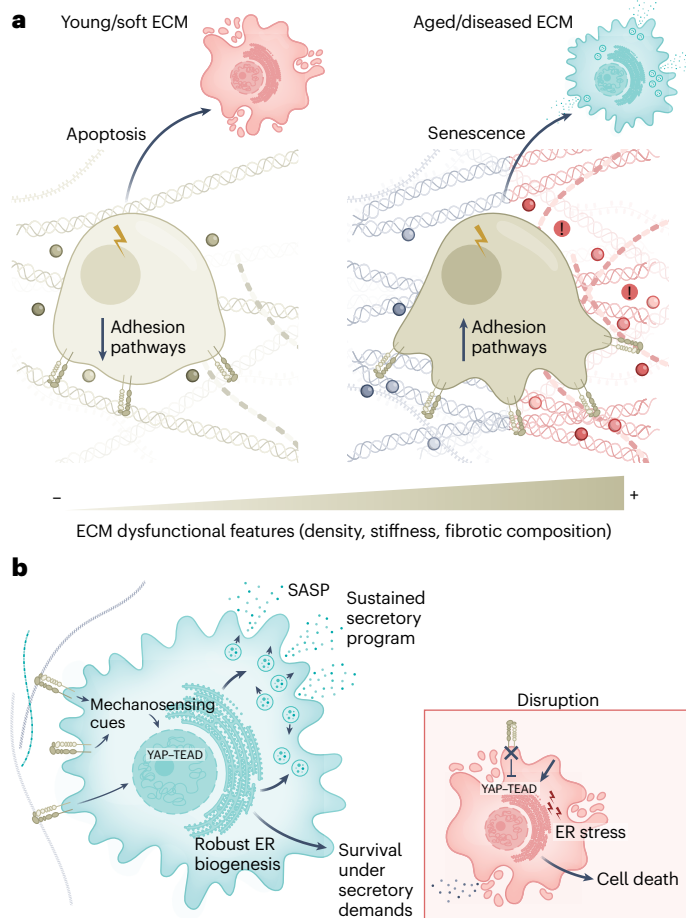 a
Young/soft ECM
Aged/diseased ECM
Apoptosis
Senescence
Adhesion
pathways
!
!
Adhesion
pathways
–
+
ECM dysfunctional features (density, stiffness, fibrotic composition)
b
SASP
Sustained
secretory
program
Mechanosensing
cues
YAP–TEAD
Robust ER
biogenesis
Survival
under
secretory
demands
Disruption
YAP–TEAD
ER stress
Cell death